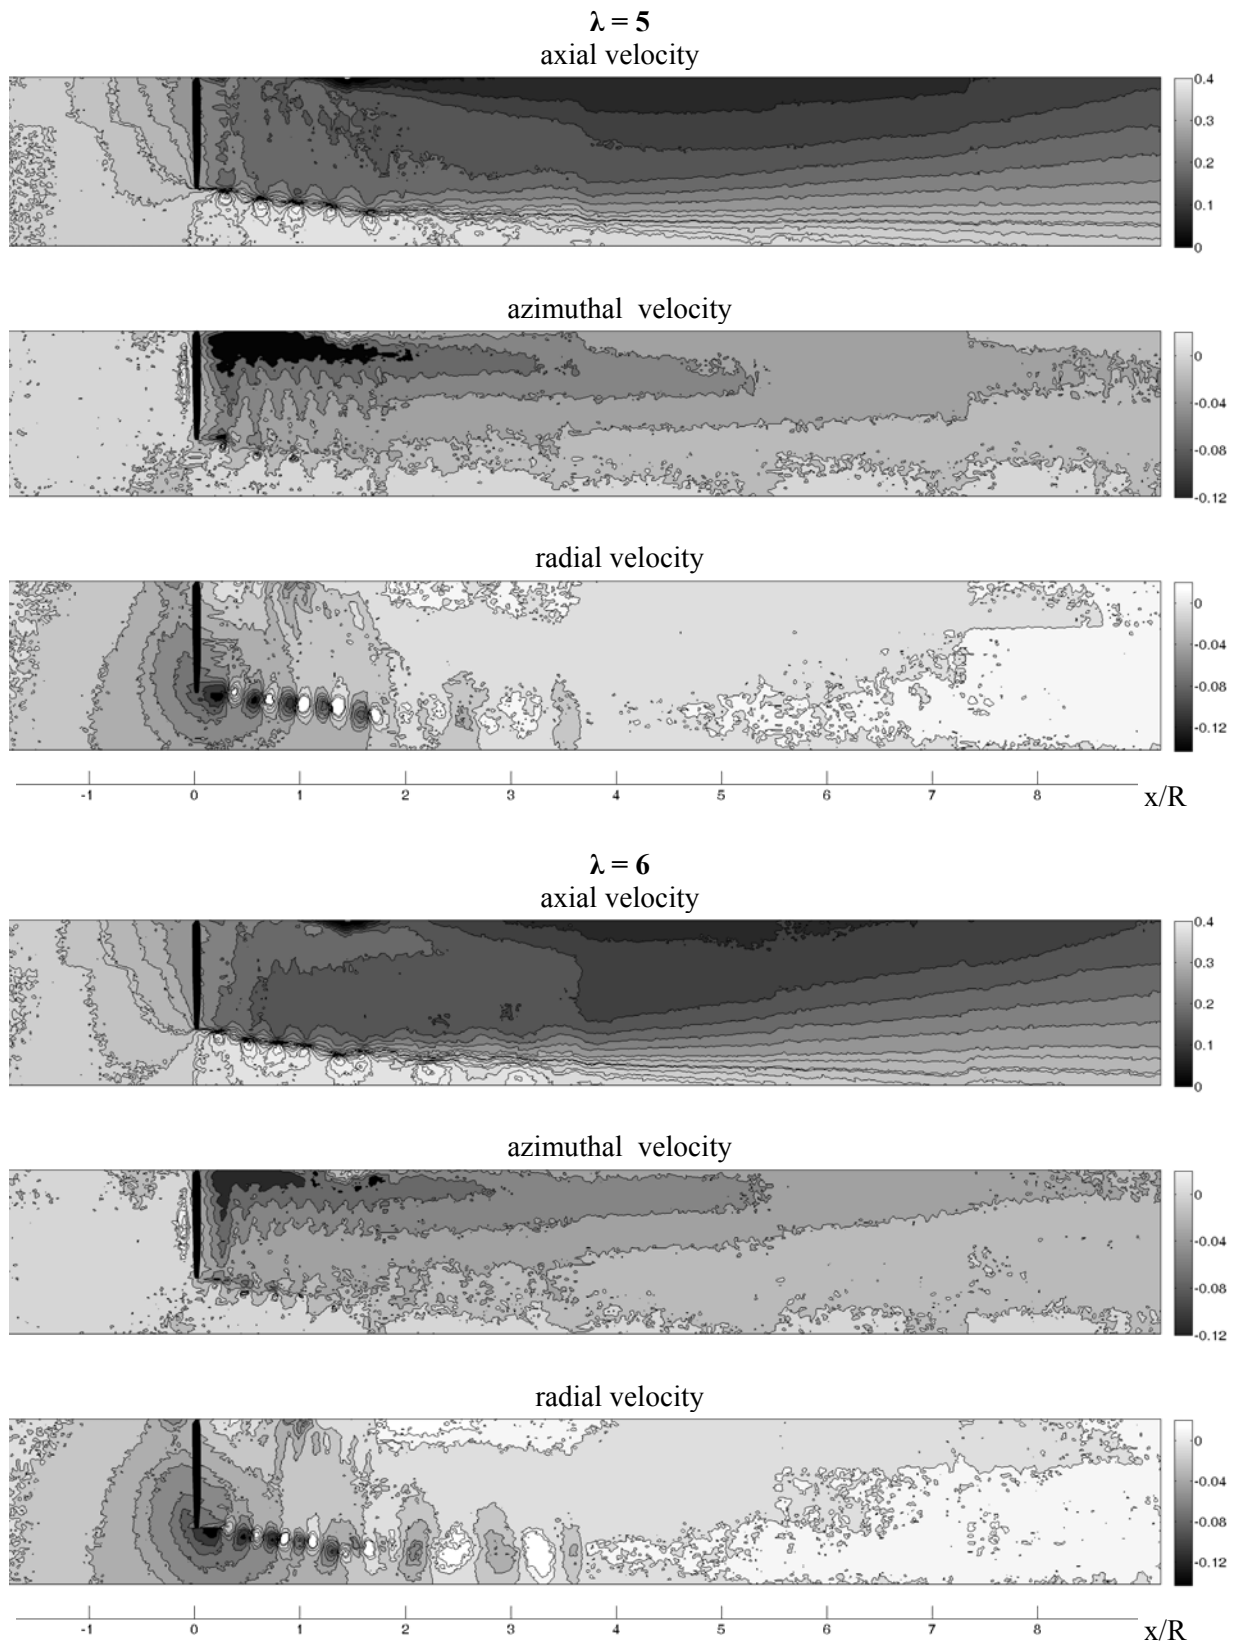 λ = 5
axial velocity
0.4
0.3
0.2
0.1
0
azimuthal velocity
0
-0.04
-0.08
-0.12
radial velocity
0
-0.04
-0.08
-0.12
-1 0 1 2 3 4 5 6 7 8 x/R
λ = 6
axial velocity
0.4
0.3
0.2
0.1
0
azimuthal velocity
0
-0.04
-0.08
-0.12
radial velocity
0
-0.04
-0.08
-0.12
-1 0 1 2 3 4 5 6 7 8 x/R